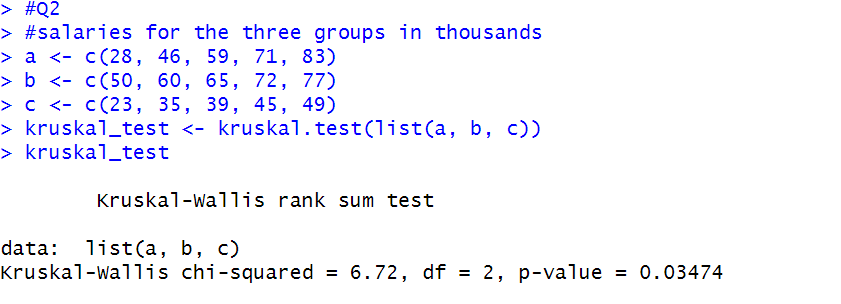 > #Q2
> #salaries for the three groups in thousands
> a <- c(28, 46, 59, 71, 83)
> b <- c(50, 60, 65, 72, 77)
> c <- c(23, 35, 39, 45, 49)
> kruskal_test <- kruskal.test(list(a, b, c))
> kruskal_test
Kruskal-Wallis rank sum test
data:  list(a, b, c)
Kruskal-Wallis chi-squared = 6.72, df = 2, p-value = 0.03474